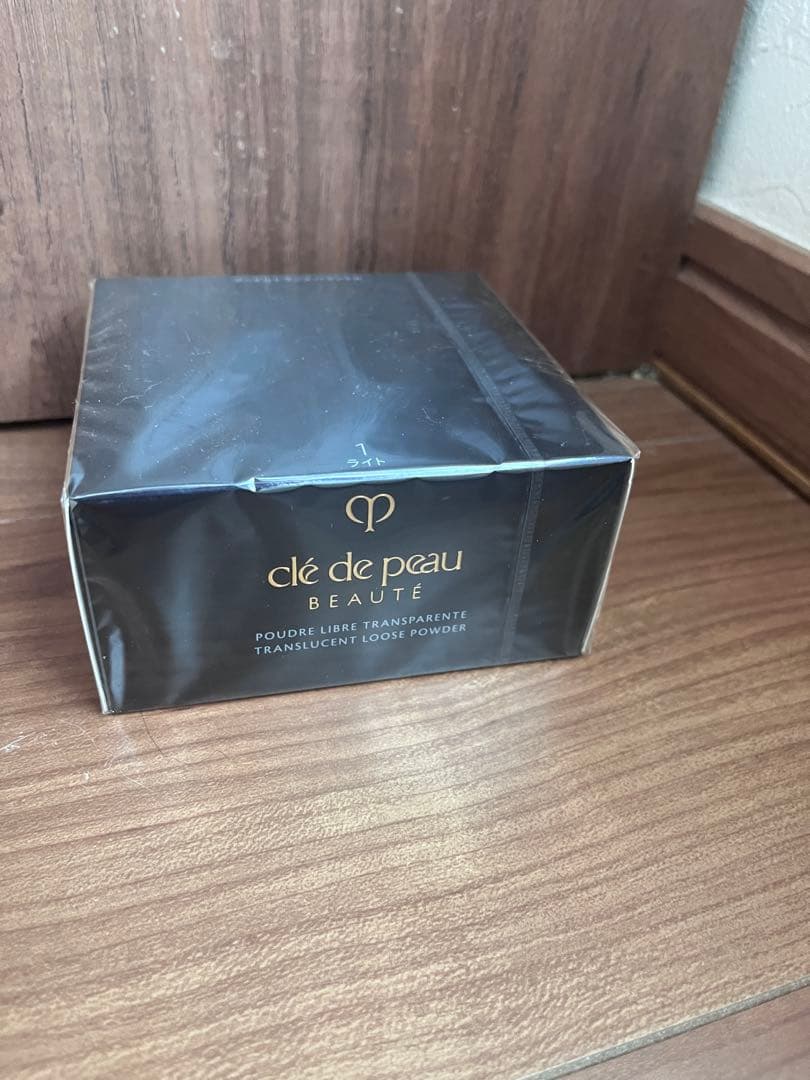 1
ライト
clé de peau
BEAUTÉ
POUDRE LIBRE TRANSPARENTE
TRANSLUCENT LOOSE POWDER